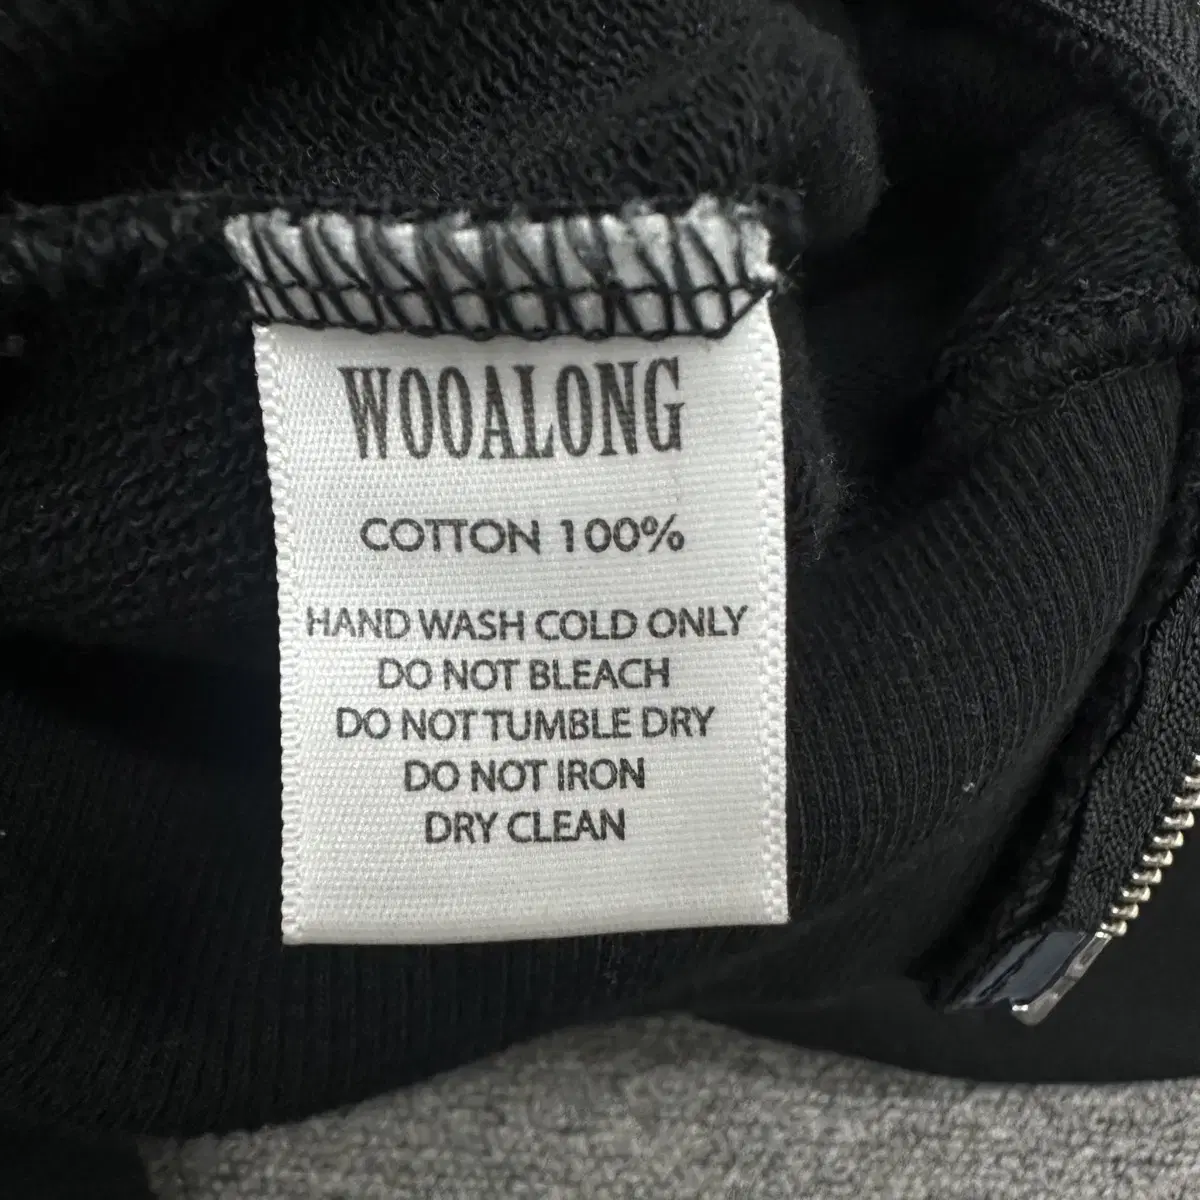 WOOALONG
COTTON 100%
HAND WASH COLD ONLY
DO NOT BLEACH
DO NOT TUMBLE DRY
DO NOT IRON
DRY CLEAN